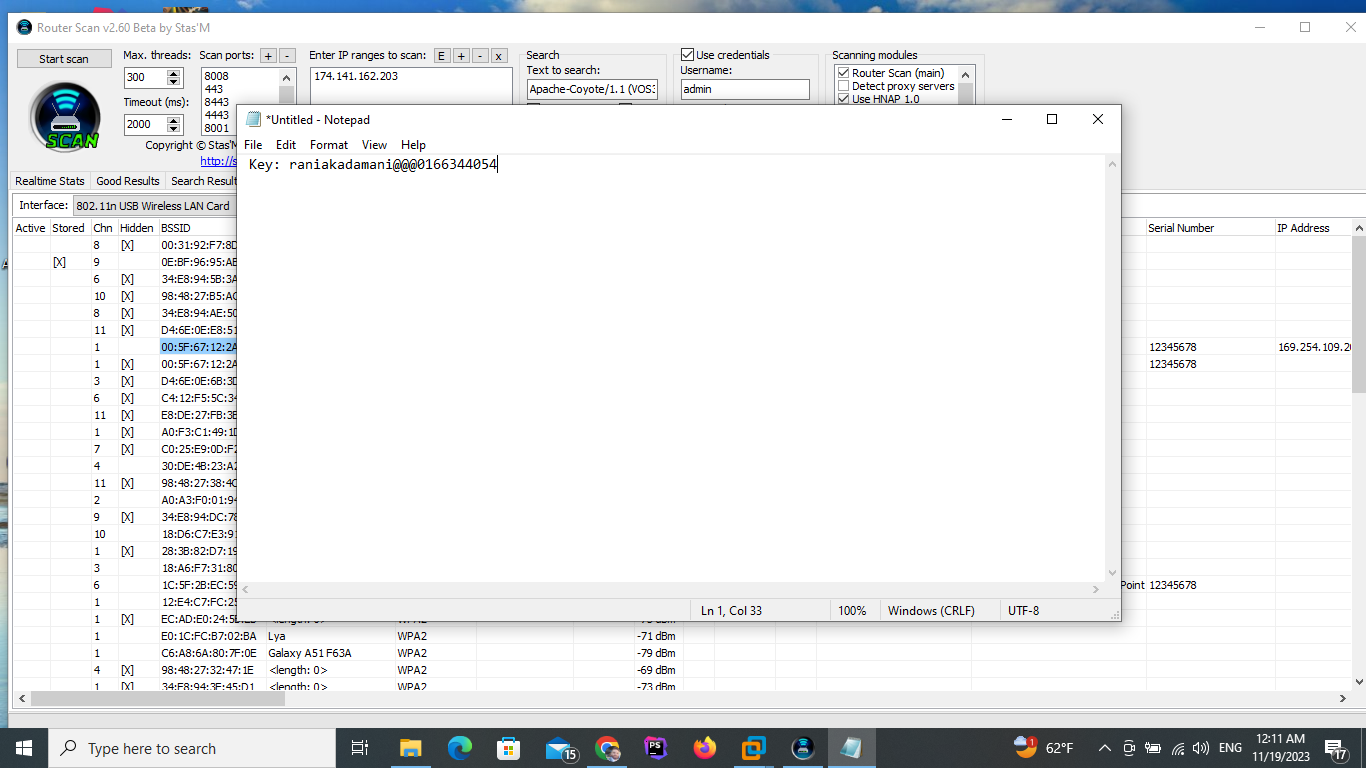 Router Scan v2.60 Beta by Stas'M
Start scan
Max. threads:
300
Timeout (ms):
2000
Scan ports: + -
8008
443
8443
4443
8001
Enter IP ranges to scan: E + - x
174.141.162.203
Search
Text to search:
Apache-Coyote/1.1 (VOS3
Use credentials
Username:
admin
Scanning modules
Router Scan (main)
Detect proxy servers
Use HNAP 1.0
SCAN
Copyright © Stas'M
http://s
Realtime Stats Good Results Search Result
Interface: 802.11n USB Wireless LAN Card
*Untitled - Notepad
File Edit Format View Help
Key: raniakadamani@@@0166344054
Ln 1, Col 33 100% Windows (CRLF) UTF-8
Active Stored Chn Hidden BSSID Serial Number IP Address
8 [X] 00:31:92:F7:8D
[X] 9 0E:BF:96:95:AE
6 [X] 34:E8:94:5B:3A
10 [X] 98:48:27:B5:AC
8 [X] 34:E8:94:AE:50
11 [X] D4:6E:0E:E8:51
1 00:5F:67:12:2A 12345678 169.254.109.20
1 [X] 00:5F:67:12:2A 12345678
3 [X] D4:6E:0E:6B:3D
6 [X] C4:12:F5:5C:34
11 [X] E8:DE:27:FB:3E
1 [X] A0:F3:C1:49:1D
7 [X] C0:25:E9:0D:F2
4 30:DE:4B:23:A2
11 [X] 98:48:27:38:4C
2 A0:A3:F0:01:94
9 [X] 34:E8:94:DC:78
10 18:D6:C7:E3:91
1 [X] 28:3B:82:D7:19
3 18:A6:F7:31:80
6 1C:5F:2B:EC:59 Point 12345678
1 12:E4:C7:FC:25
1 [X] EC:AD:E0:24:5D <length: 0> WPA2 dBm
1 E0:1C:FC:B7:02:BA Lya WPA2 -71 dBm
1 C6:A8:6A:80:7F:0E Galaxy A51 F63A WPA2 -79 dBm
4 [X] 98:48:27:32:47:1E <length: 0> WPA2 -69 dBm
1 [X] 34:E8:94:3E:45:D1 <length: 0> WPA2 -73 dBm
Type here to search
15
PS
1
62°F
ENG
12:11 AM
11/19/2023
17